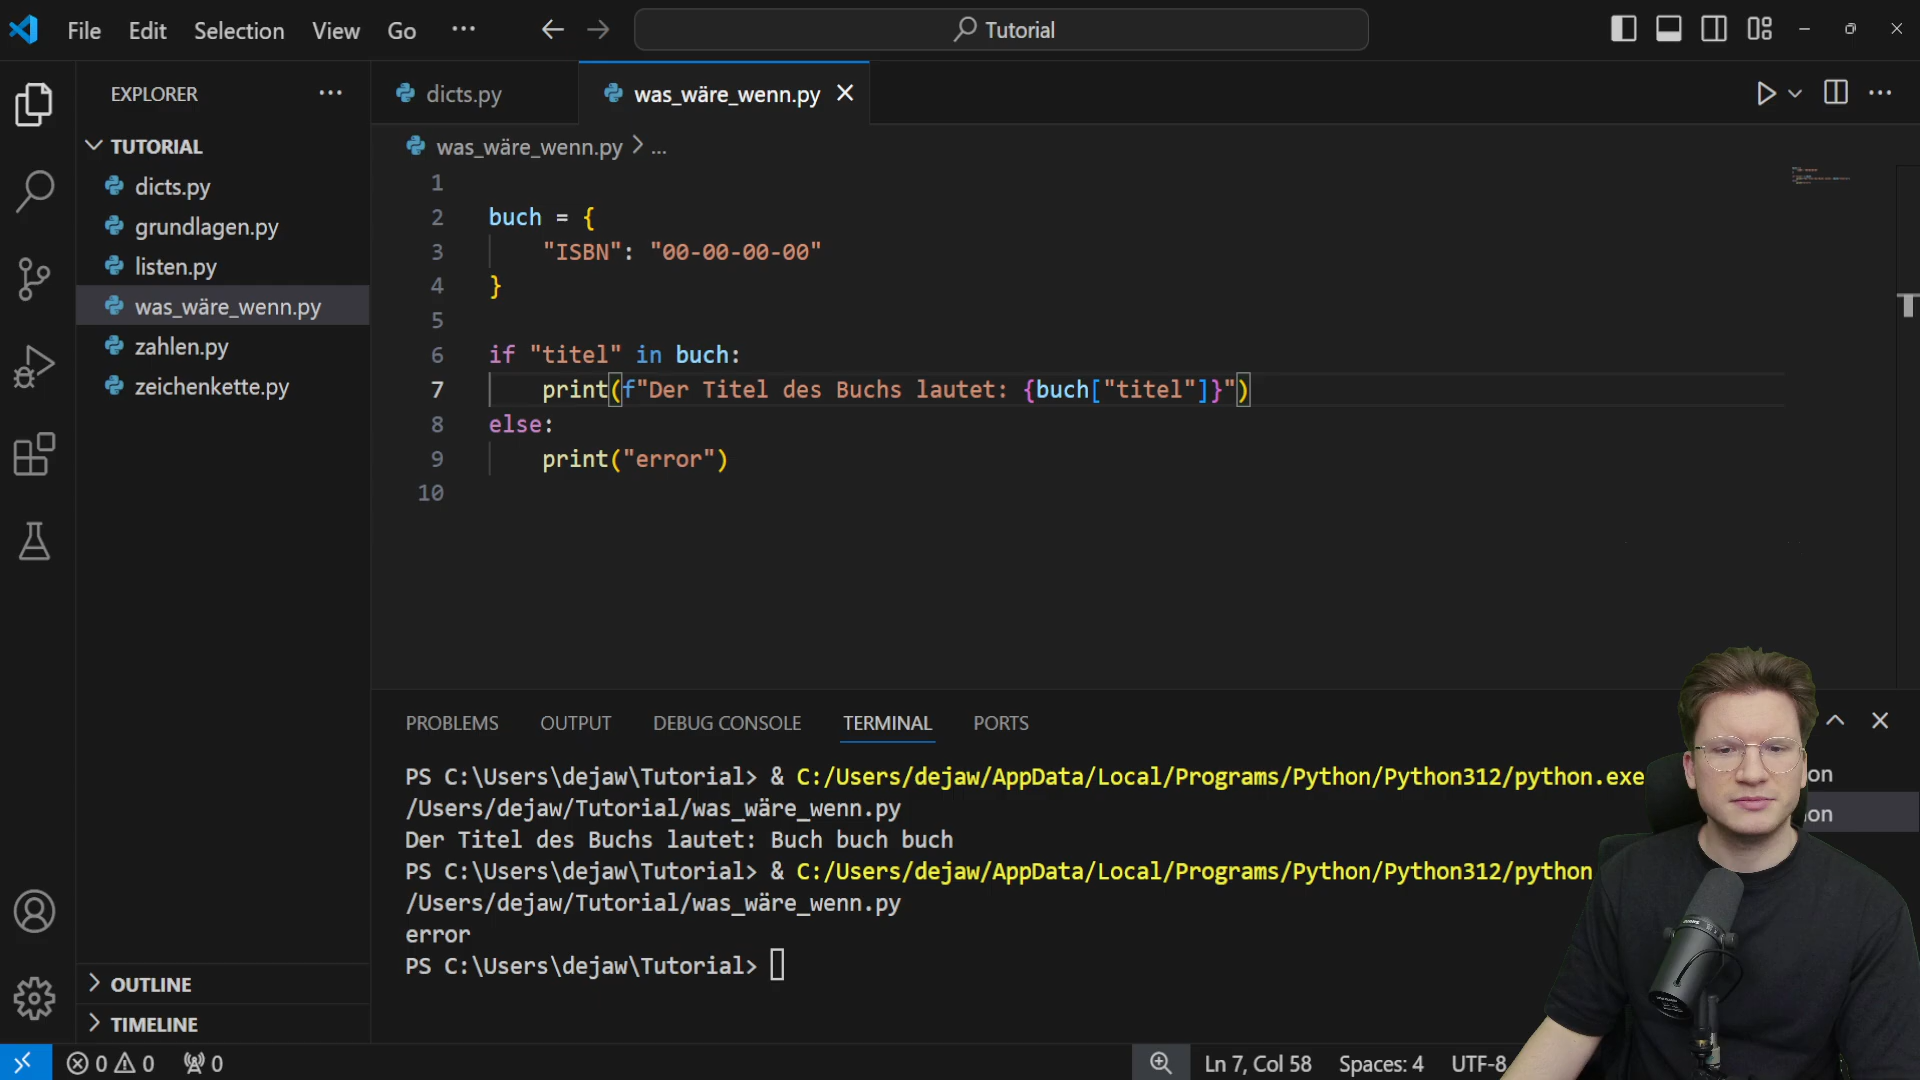 File Edit Selection View Go ··· Tutorial
EXPLORER ···
TUTORIAL
dicts.py
grundlagen.py
listen.py
was_wäre_wenn.py
zahlen.py
zeichenkette.py
OUTLINE
TIMELINE
dicts.py was_wäre_wenn.py
was_wäre_wenn.py > ...
1
2 buch = {
3 "ISBN": "00-00-00-00"
4 }
5
6 if "titel" in buch:
7 print(f"Der Titel des Buchs lautet: {buch["titel"]}")
8 else:
9 print("error")
10
PROBLEMS OUTPUT DEBUG CONSOLE TERMINAL PORTS
PS C:\Users\dejaw\Tutorial> & C:/Users/dejaw/AppData/Local/Programs/Python/Python312/python.exe
/Users/dejaw/Tutorial/was_wäre_wenn.py
Der Titel des Buchs lautet: Buch buch buch
PS C:\Users\dejaw\Tutorial> & C:/Users/dejaw/AppData/Local/Programs/Python/Python312/python
/Users/dejaw/Tutorial/was_wäre_wenn.py
error
PS C:\Users\dejaw\Tutorial>
on
on
0 0 0 Ln 7, Col 58 Spaces: 4 UTF-8